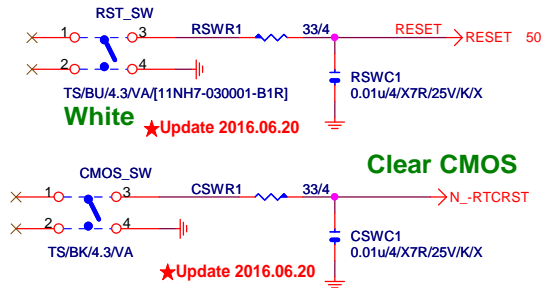 RST_SW
1 3 RSWR1 33/4 RESET RESET 50
2 4
TS/BU/4.3/VA/[11NH7-030001-B1R]
RSWC1
0.01u/4/X7R/25V/K/X
White
★Update 2016.06.20
Clear CMOS
CMOS_SW
1 3 CSWR1 33/4 N_-RTCRST
2 4
TS/BK/4.3/VA
CSWC1
0.01u/4/X7R/25V/K/X
★Update 2016.06.20